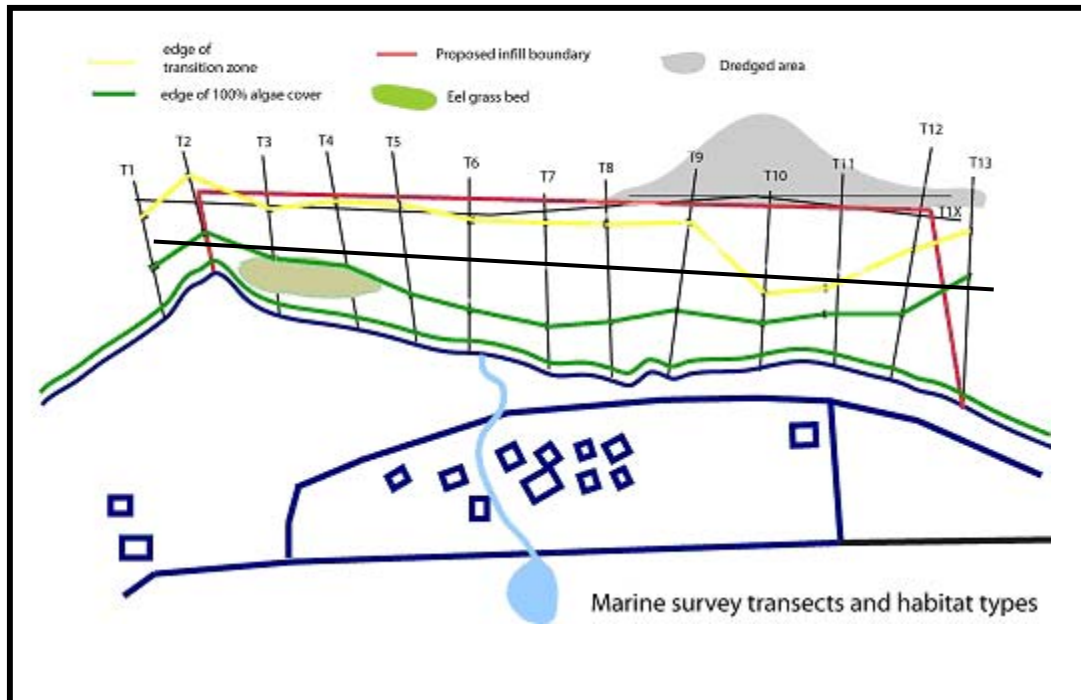 edge of
transition zone
Proposed infill boundary
Dredged area
edge of 100% algae cover
Eel grass bed
T1
T2
T3
T4
T5
T6
T7
T8
T9
T10
T11
T12
T13
T1X
Marine survey transects and habitat types